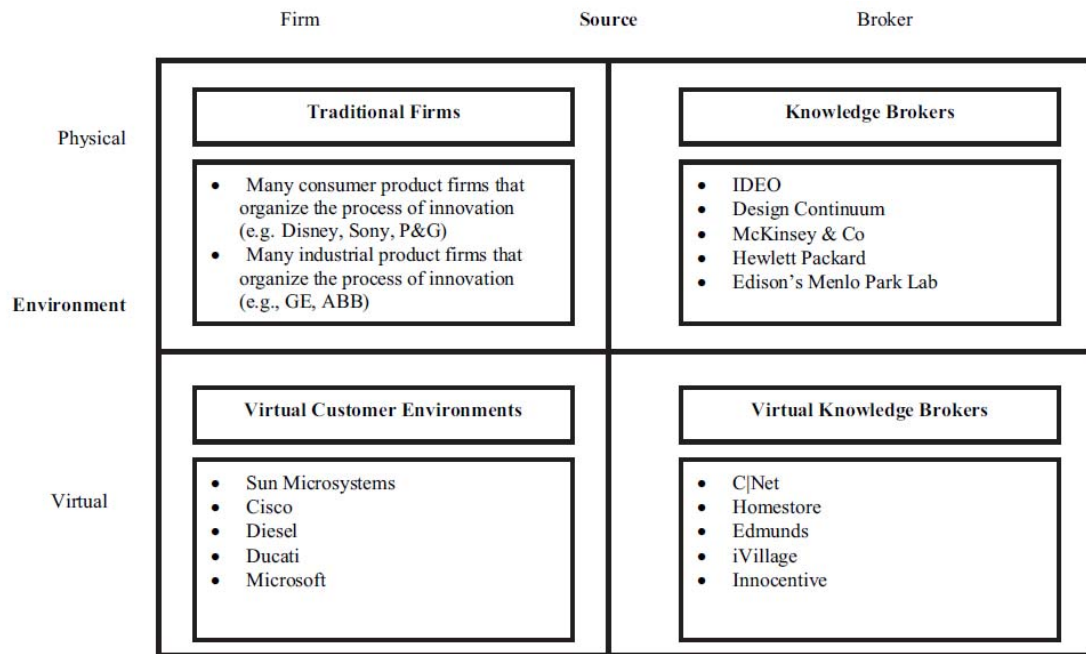 Firm Source Broker
Physical
Traditional Firms
• Many consumer product firms that
organize the process of innovation
(e.g. Disney, Sony, P&G)
• Many industrial product firms that
organize the process of innovation
(e.g., GE, ABB)
Knowledge Brokers
• IDEO
• Design Continuum
• McKinsey & Co
• Hewlett Packard
• Edison's Menlo Park Lab
Environment
Virtual
Virtual Customer Environments
• Sun Microsystems
• Cisco
• Diesel
• Ducati
• Microsoft
Virtual Knowledge Brokers
• C|Net
• Homestore
• Edmunds
• iVillage
• Innocentive